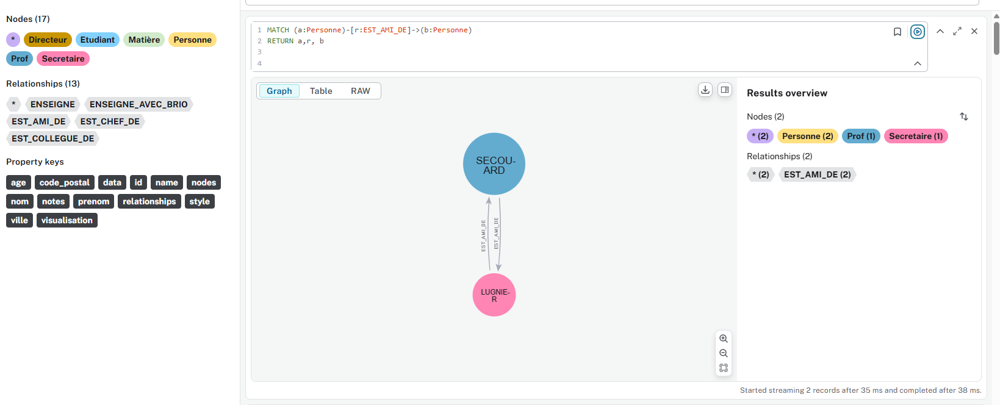 Nodes (17)
* Directeur Etudiant Matière Personne
Prof Secretaire
Relationships (13)
* ENSEIGNE ENSEIGNE_AVEC_BRIO
EST_AMI_DE EST_CHEF_DE
EST_COLLEGUE_DE
Property keys
age code_postal data id name nodes
nom notes prenom relationships style
ville visualisation
1 MATCH (a:Personne)-[r:EST_AMI_DE]->(b:Personne)
2 RETURN a,r, b
3
4
Graph Table RAW
SECOU-
ARD
EST_AMI_DE
EST_AMI_DE
LUGNIE-
R
Results overview
Nodes (2)
* (2) Personne (2) Prof (1) Secretaire (1)
Relationships (2)
* (2) EST_AMI_DE (2)
Started streaming 2 records after 35 ms and completed after 38 ms.